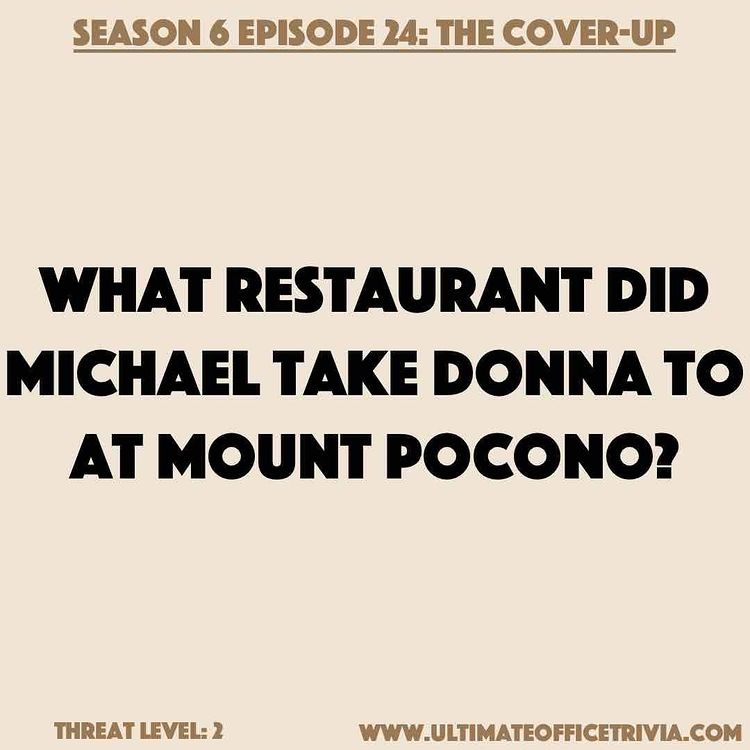 SEASON 6 EPISODE 24: THE COVER-UP
WHAT RESTAURANT DID
MICHAEL TAKE DONNA TO
AT MOUNT POCONO?
THREAT LEVEL: 2
WWW.ULTIMATEOFFICETRIVIA.COM